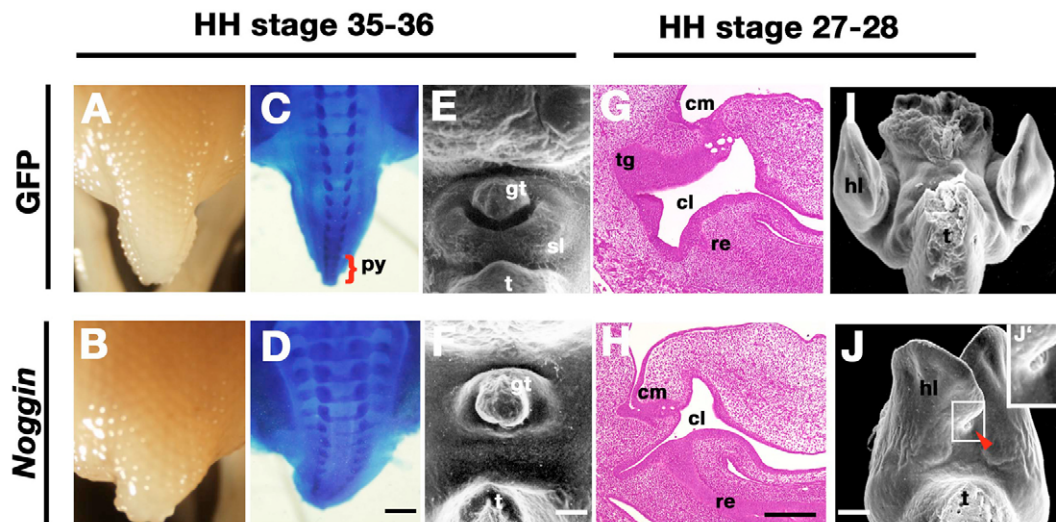 HH stage 35-36
HH stage 27-28
GFP
A
C
py
E
gt
sl
t
G
cm
tg
cl
re
I
hl
t
Noggin
B
D
F
gt
t
H
cm
cl
re
J
J'
hl
t